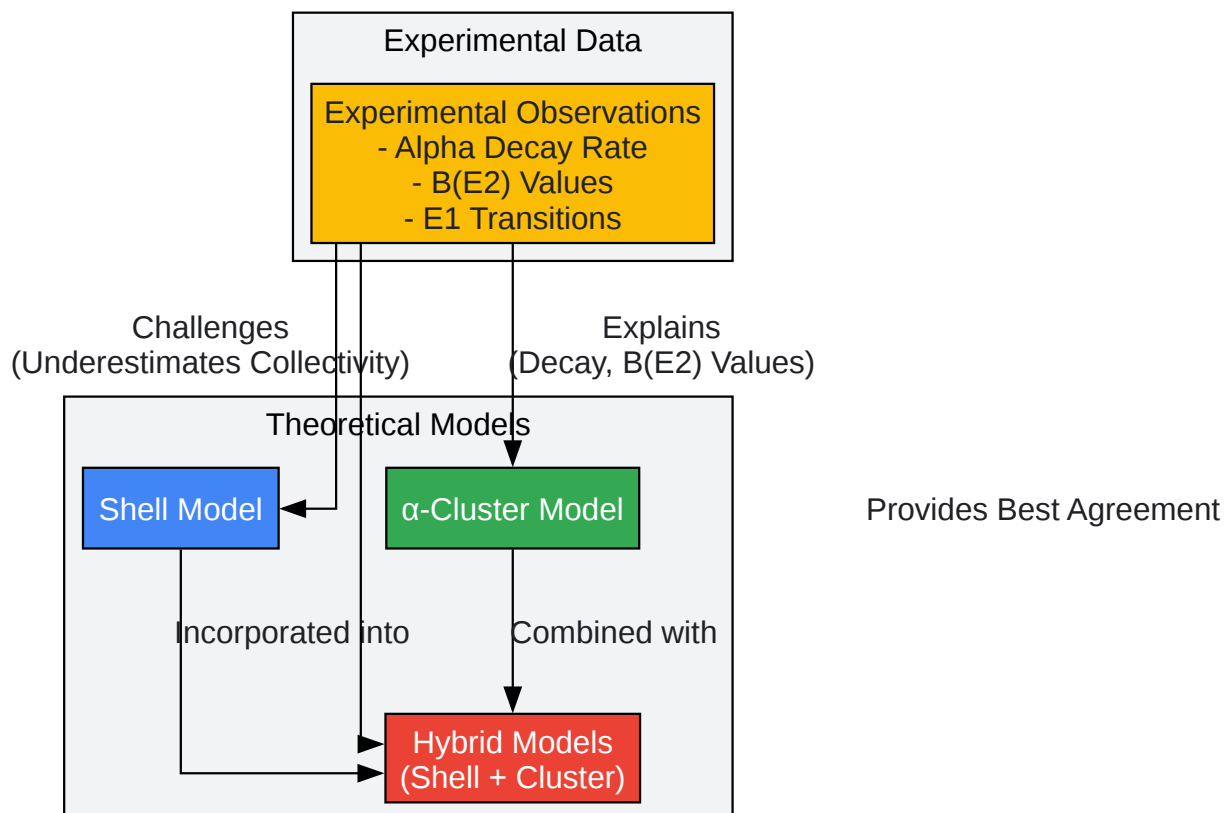 Experimental Data
Experimental Observations
- Alpha Decay Rate
- B(E2) Values
- E1 Transitions
Challenges
(Underestimates Collectivity)
Explains
(Decay, B(E2) Values)
Theoretical Models
Shell Model
α-Cluster Model
Provides Best Agreement
Incorporated into
Combined with
Hybrid Models
(Shell + Cluster)